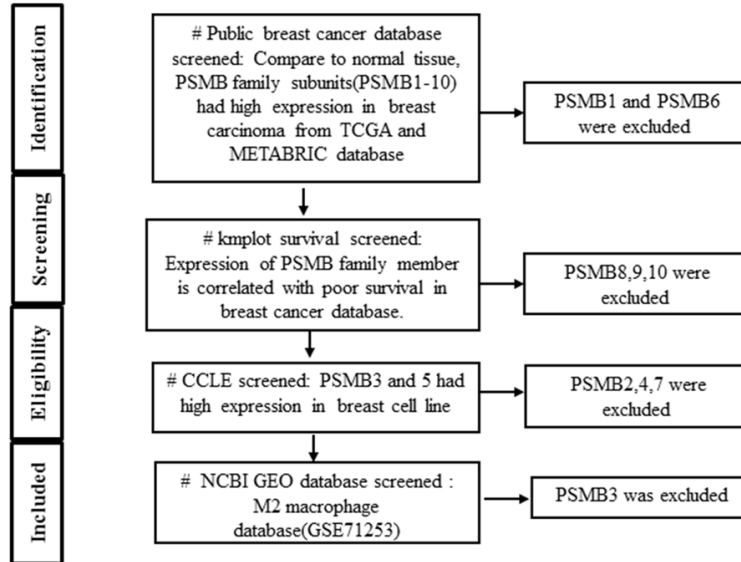 Identification
# Public breast cancer database
screened: Compare to normal tissue,
PSMB family subunits(PSMB1-10)
had high expression in breast
carcinoma from TCGA and
METABRIC database
PSMB1 and PSMB6
were excluded
Screening
# kmplot survival screened:
Expression of PSMB family member
is correlated with poor survival in
breast cancer database.
PSMB8,9,10 were
excluded
Eligibility
# CCLE screened: PSMB3 and 5 had
high expression in breast cell line
PSMB2,4,7 were
excluded
Included
# NCBI GEO database screened :
M2 macrophage
database(GSE71253)
PSMB3 was excluded